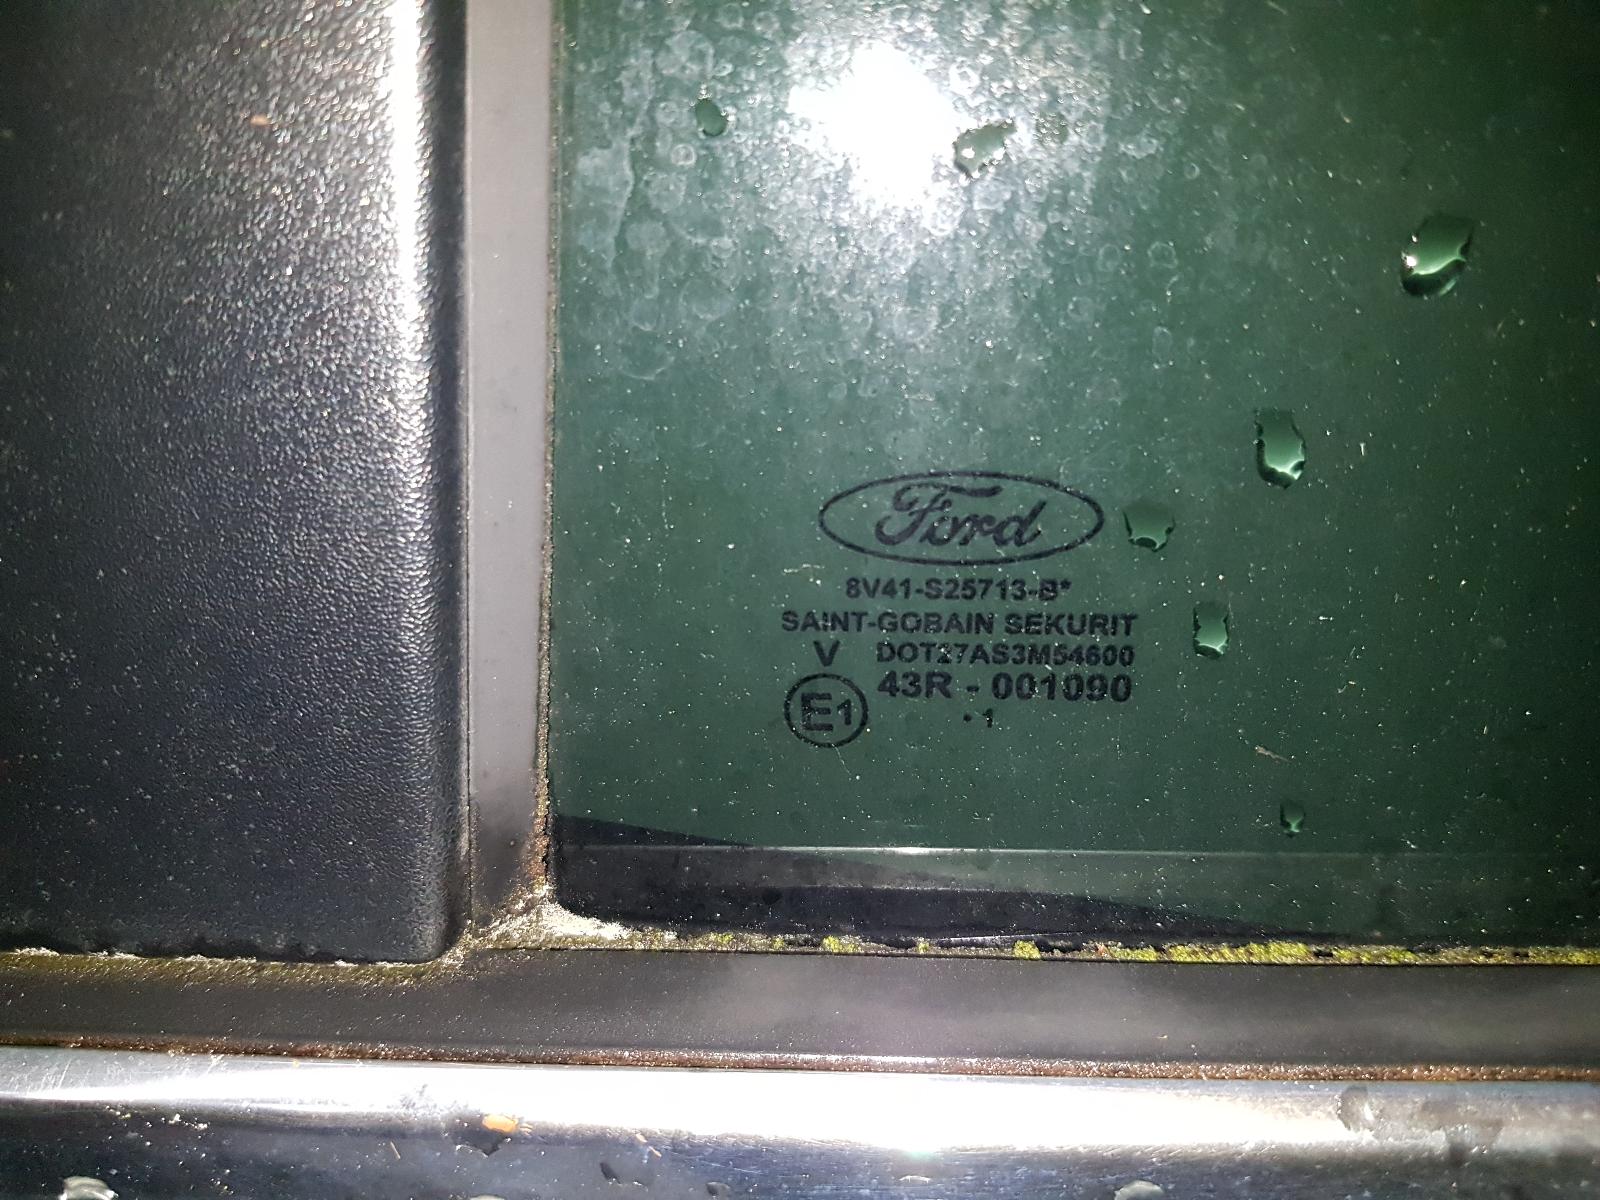 Ford
8V41-S25713-B*
SAINT-GOBAIN SEKURIT
V DOT27AS3M54600
E1 43R - 001090
· 1